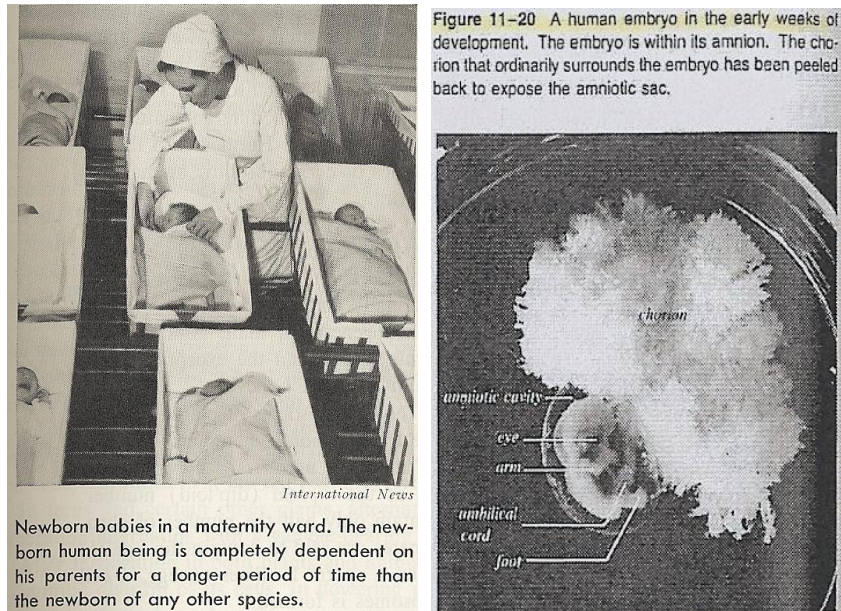 International News
Newborn babies in a maternity ward. The new-
born human being is completely dependent on
his parents for a longer period of time than
the newborn of any other species.
Figure 11–20 A human embryo in the early weeks of
development. The embryo is within its amnion. The cho-
rion that ordinarily surrounds the embryo has been peeled
back to expose the amniotic sac.
chorion
amniotic cavity
eye
arm
umbilical
cord
foot